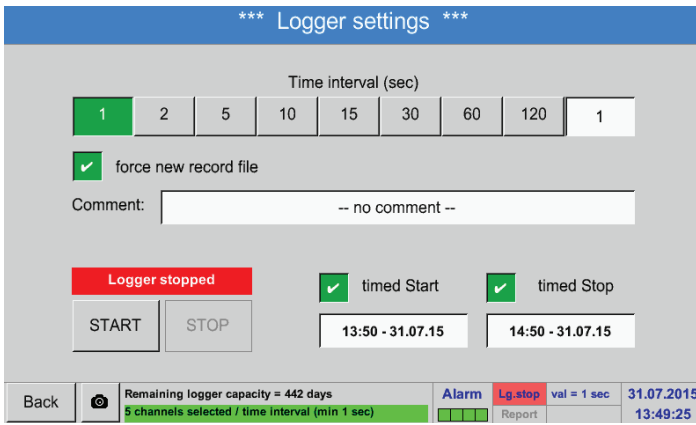 *** Logger settings ***
Time interval (sec)
1 2 5 10 15 30 60 120 1
force new record file
Comment: -- no comment --
Logger stopped
timed Start timed Stop
START STOP
13:50 - 31.07.15 14:50 - 31.07.15
Back
Remaining logger capacity = 442 days
5 channels selected / time interval (min 1 sec)
Alarm Lg.stop val = 1 sec 31.07.2015
Report 13:49:25